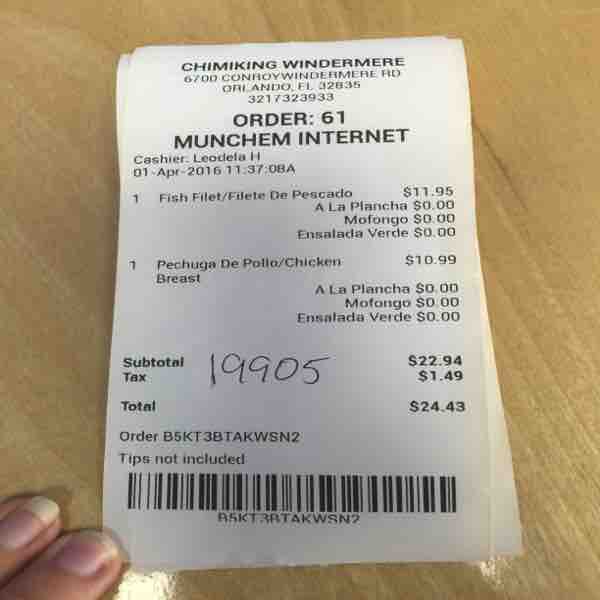 CHIMIKING WINDERMERE
6700 CONROYWINDERMERE RD
ORLANDO, FL 32835
3217323933
ORDER: 61
MUNCHEM INTERNET
Cashier: Leodela H
01-Apr-2016 11:37:08A
1 Fish Filet/Filete De Pescado $11.95
A La Plancha $0.00
Mofongo $0.00
Ensalada Verde $0.00
1 Pechuga De Pollo/Chicken $10.99
Breast
A La Plancha $0.00
Mofongo $0.00
Ensalada Verde $0.00
Subtotal $22.94
19905
Tax $1.49
Total $24.43
Order B5KT3BTAKWSN2
Tips not included
B5KT3BTAKWSN2